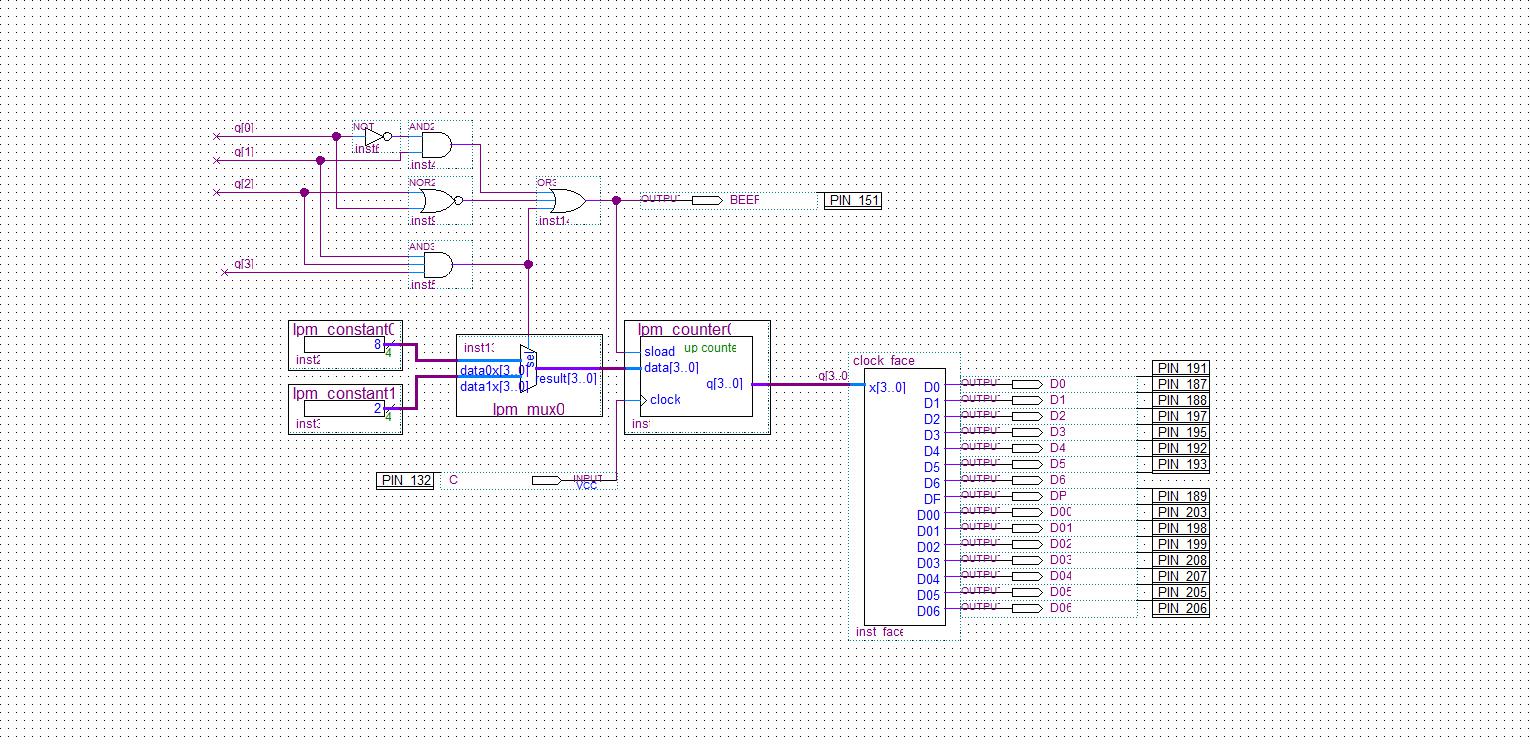 q[0]
NOT
AND2
q[1]
inst4
q[2]
NOR2
OR3
OUTPUT
BEEF
PIN_151
inst14
AND3
q[3]
lpm_constant0
8
4
inst2
lpm_constant1
2
4
inst3
inst13
sel
data0x[3..0]
data1x[3..0]
result[3..0]
lpm_mux0
lpm_counter0
up counter
sload
data[3..0]
q[3..0]
clock
inst
PIN_132
C
INPUT
VCC
q[3..0]
clock_face
x[3..0]
D0
D1
D2
D3
D4
D5
D6
DF
D00
D01
D02
D03
D04
D05
D06
inst_face
OUTPUT D0
OUTPUT D1
OUTPUT D2
OUTPUT D3
OUTPUT D4
OUTPUT D5
OUTPUT D6
OUTPUT DP
OUTPUT D00
OUTPUT D01
OUTPUT D02
OUTPUT D03
OUTPUT D04
OUTPUT D05
OUTPUT D06
PIN_191
PIN_187
PIN_188
PIN_197
PIN_195
PIN_192
PIN_193
PIN_189
PIN_203
PIN_198
PIN_199
PIN_208
PIN_207
PIN_205
PIN_206